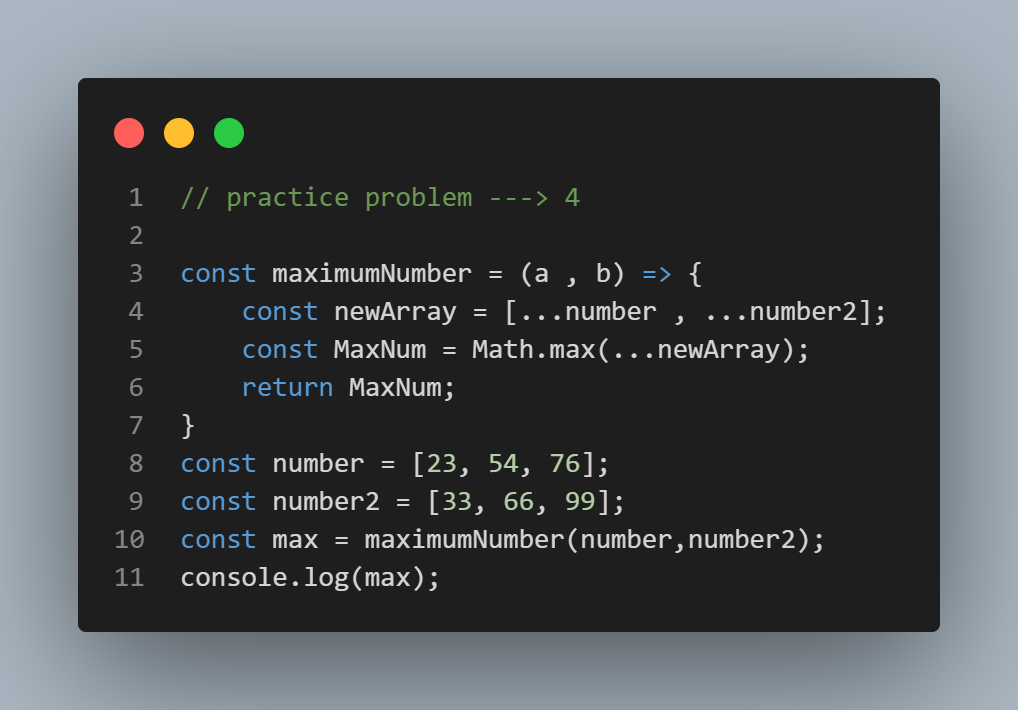 1 // practice problem ---> 4
2
3 const maximumNumber = (a , b) => {
4     const newArray = [...number , ...number2];
5     const MaxNum = Math.max(...newArray);
6     return MaxNum;
7 }
8 const number = [23, 54, 76];
9 const number2 = [33, 66, 99];
10 const max = maximumNumber(number,number2);
11 console.log(max);